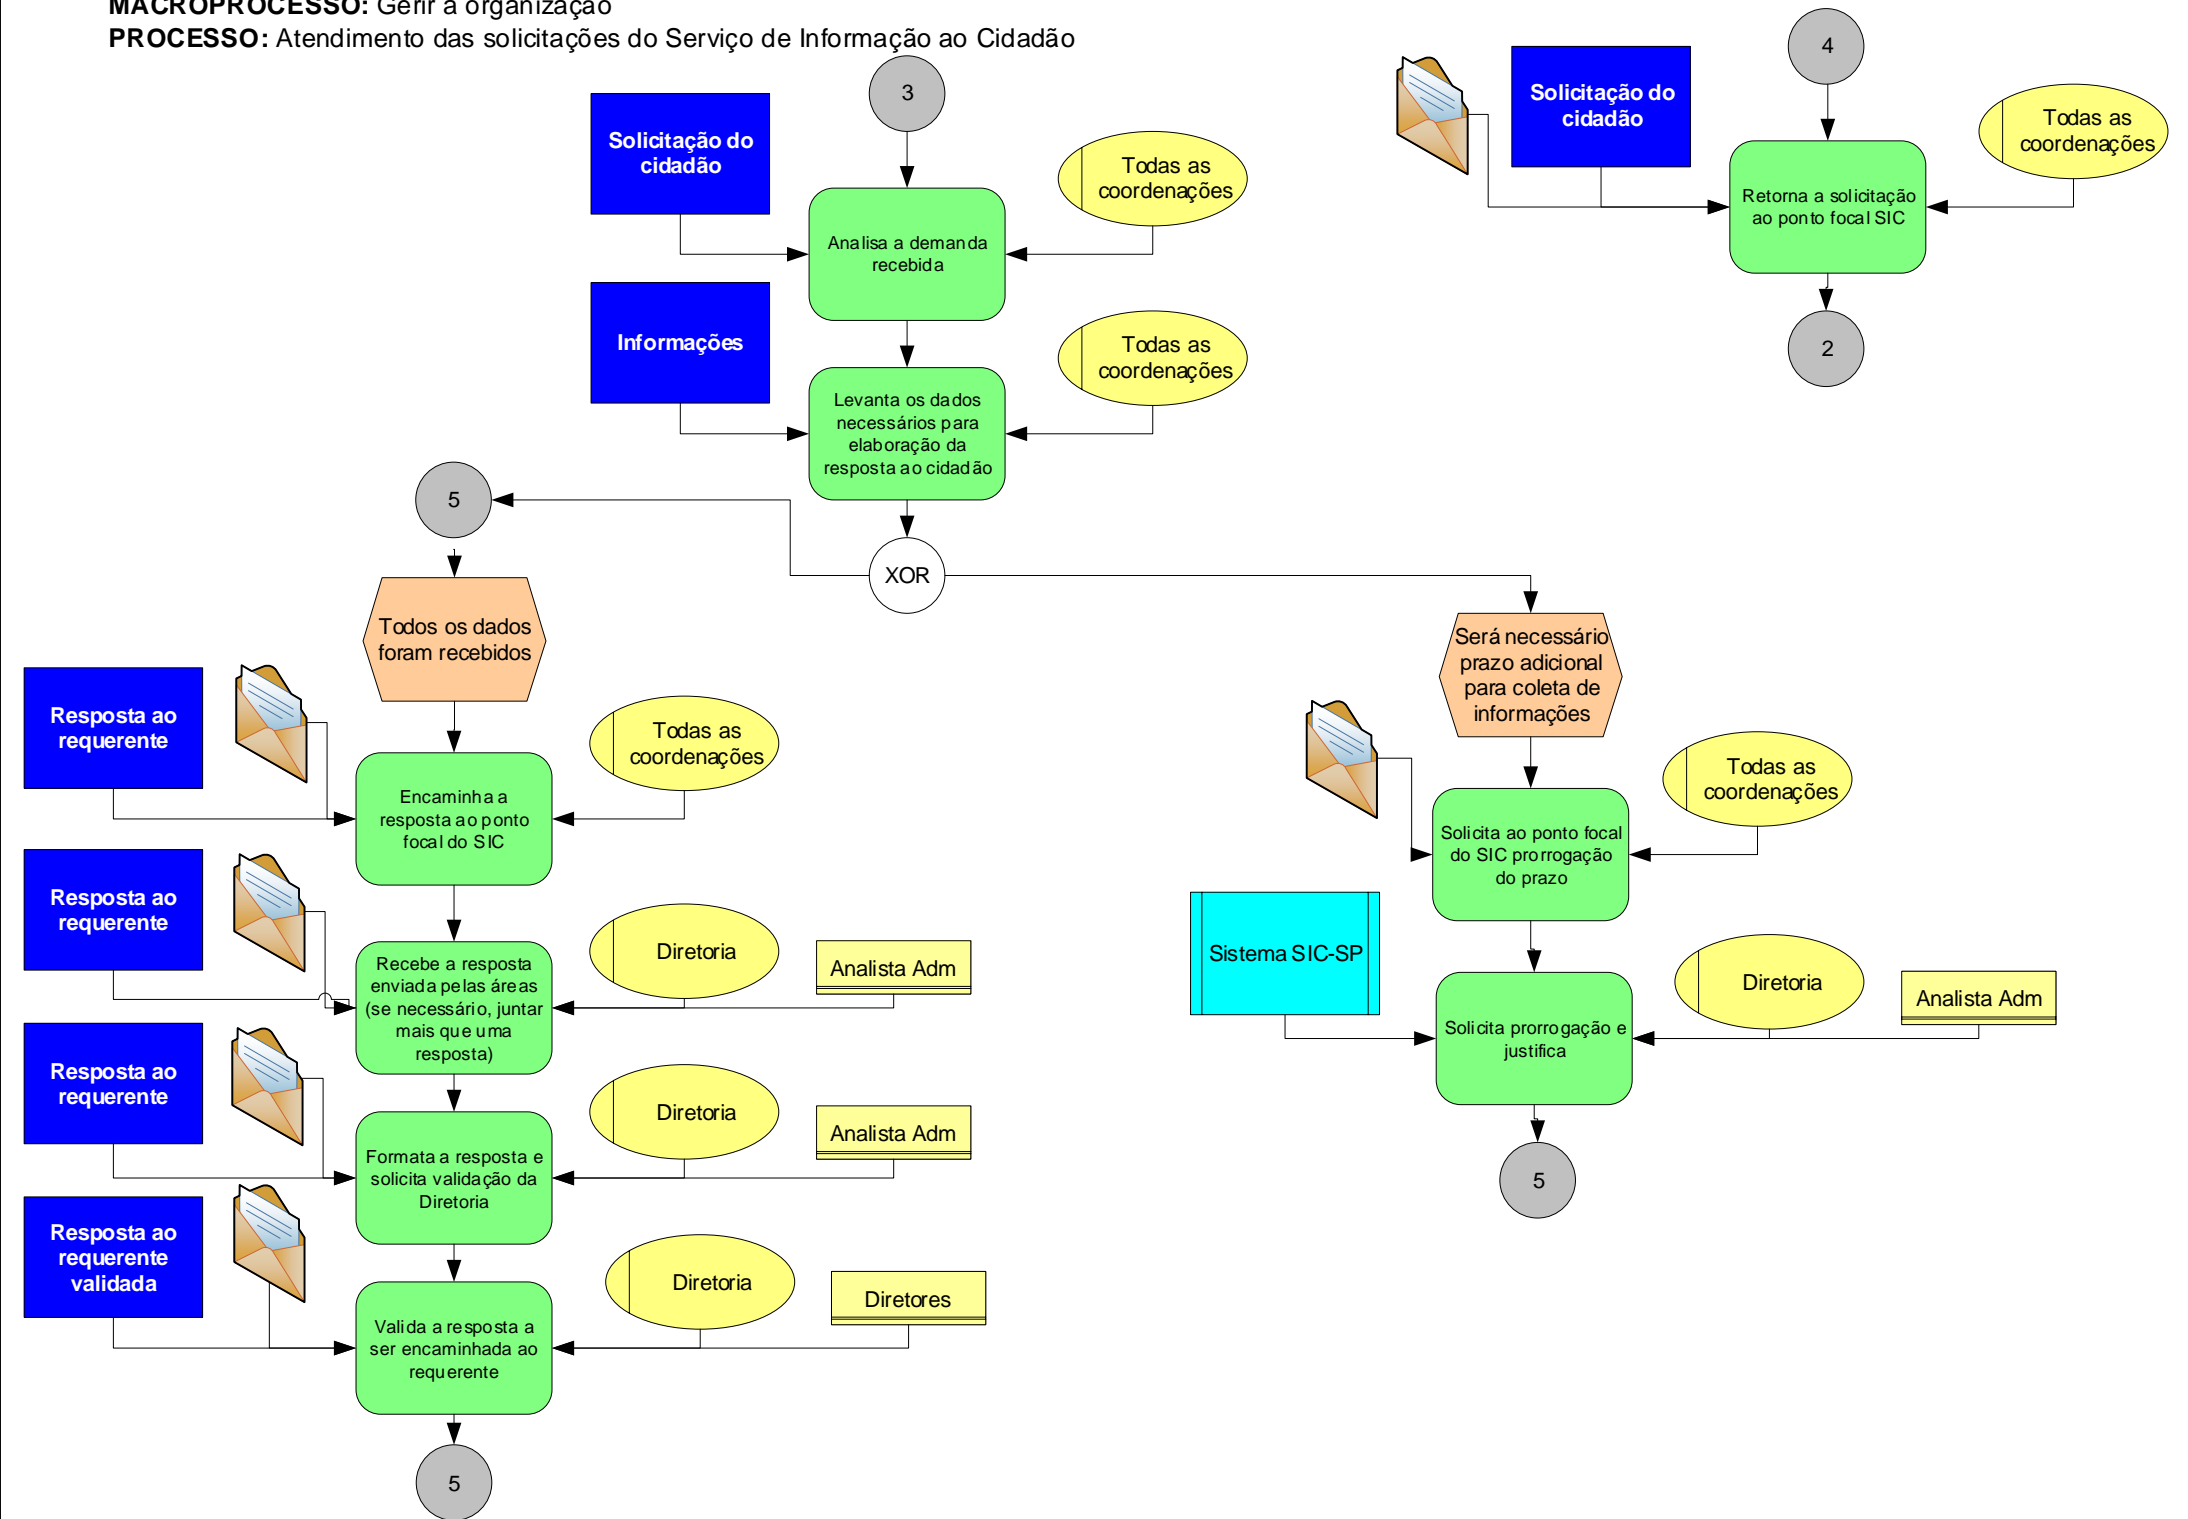 MACROPROCESSO: Gerir a organização
PROCESSO: Atendimento das solicitações do Serviço de Informação ao Cidadão
3
Solicitação do
cidadão
Todas as
coordenações
Analisa a demanda
recebida
Informações
Todas as
coordenações
Levanta os dados
necessários para
elaboração da
resposta ao cidadão
XOR
4
Solicitação do
cidadão
Todas as
coordenações
Retorna a solicitação
ao ponto focal SIC
2
5
Todos os dados
foram recebidos
Resposta ao
requerente
Todas as
coordenações
Encaminha a
resposta ao ponto
focal do SIC
Resposta ao
requerente
Diretoria
Analista Adm
Recebe a resposta
enviada pelas áreas
(se necessário, juntar
mais que uma
resposta)
Resposta ao
requerente
Diretoria
Analista Adm
Formata a resposta e
solicita validação da
Diretoria
Resposta ao
requerente
validada
Diretoria
Diretores
Valida a resposta a
ser encaminhada ao
requerente
5
Será necessário
prazo adicional
para coleta de
informações
Todas as
coordenações
Solicita ao ponto focal
do SIC prorrogação
do prazo
Sistema SIC-SP
Diretoria
Analista Adm
Solicita prorrogação e
justifica
5